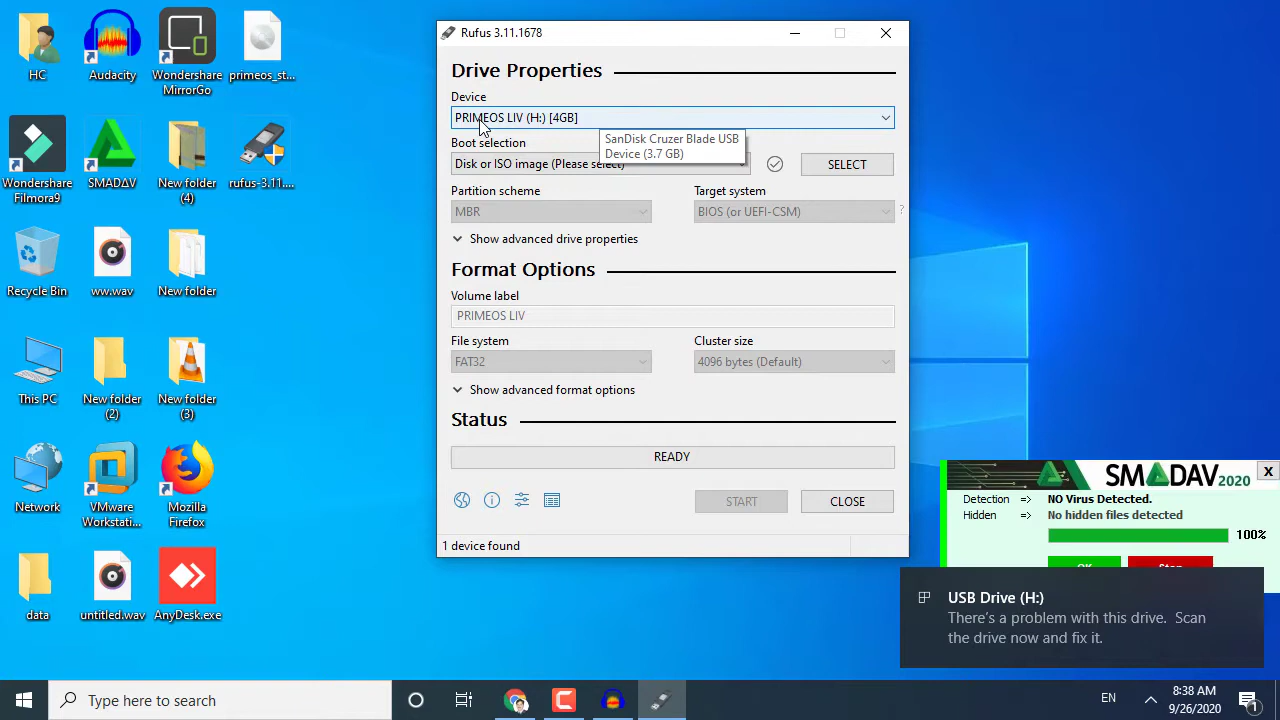 HC
Audacity
Wondershare
MirrorGo
primeos_st...
Wondershare
Filmora9
SMADΔV
New folder
(4)
rufus-3.11....
Recycle Bin
ww.wav
New folder
This PC
New folder
(2)
New folder
(3)
Network
VMware
Workstati...
Mozilla
Firefox
data
untitled.wav
AnyDesk.exe
Rufus 3.11.1678
Drive Properties
Device
PRIMEOS LIV (H:) [4GB]
SanDisk Cruzer Blade USB
Device (3.7 GB)
Boot selection
Disk or ISO image (Please select)
SELECT
Partition scheme
Target system
MBR
BIOS (or UEFI-CSM)
?
Show advanced drive properties
Format Options
Volume label
PRIMEOS LIV
File system
Cluster size
FAT32
4096 bytes (Default)
Show advanced format options
Status
READY
START
CLOSE
1 device found
SMADAV2020
X
Detection => NO Virus Detected.
Hidden => No hidden files detected
100%
OK
Stop
USB Drive (H:)
There's a problem with this drive. Scan
the drive now and fix it.
Type here to search
EN
8:38 AM
9/26/2020
1